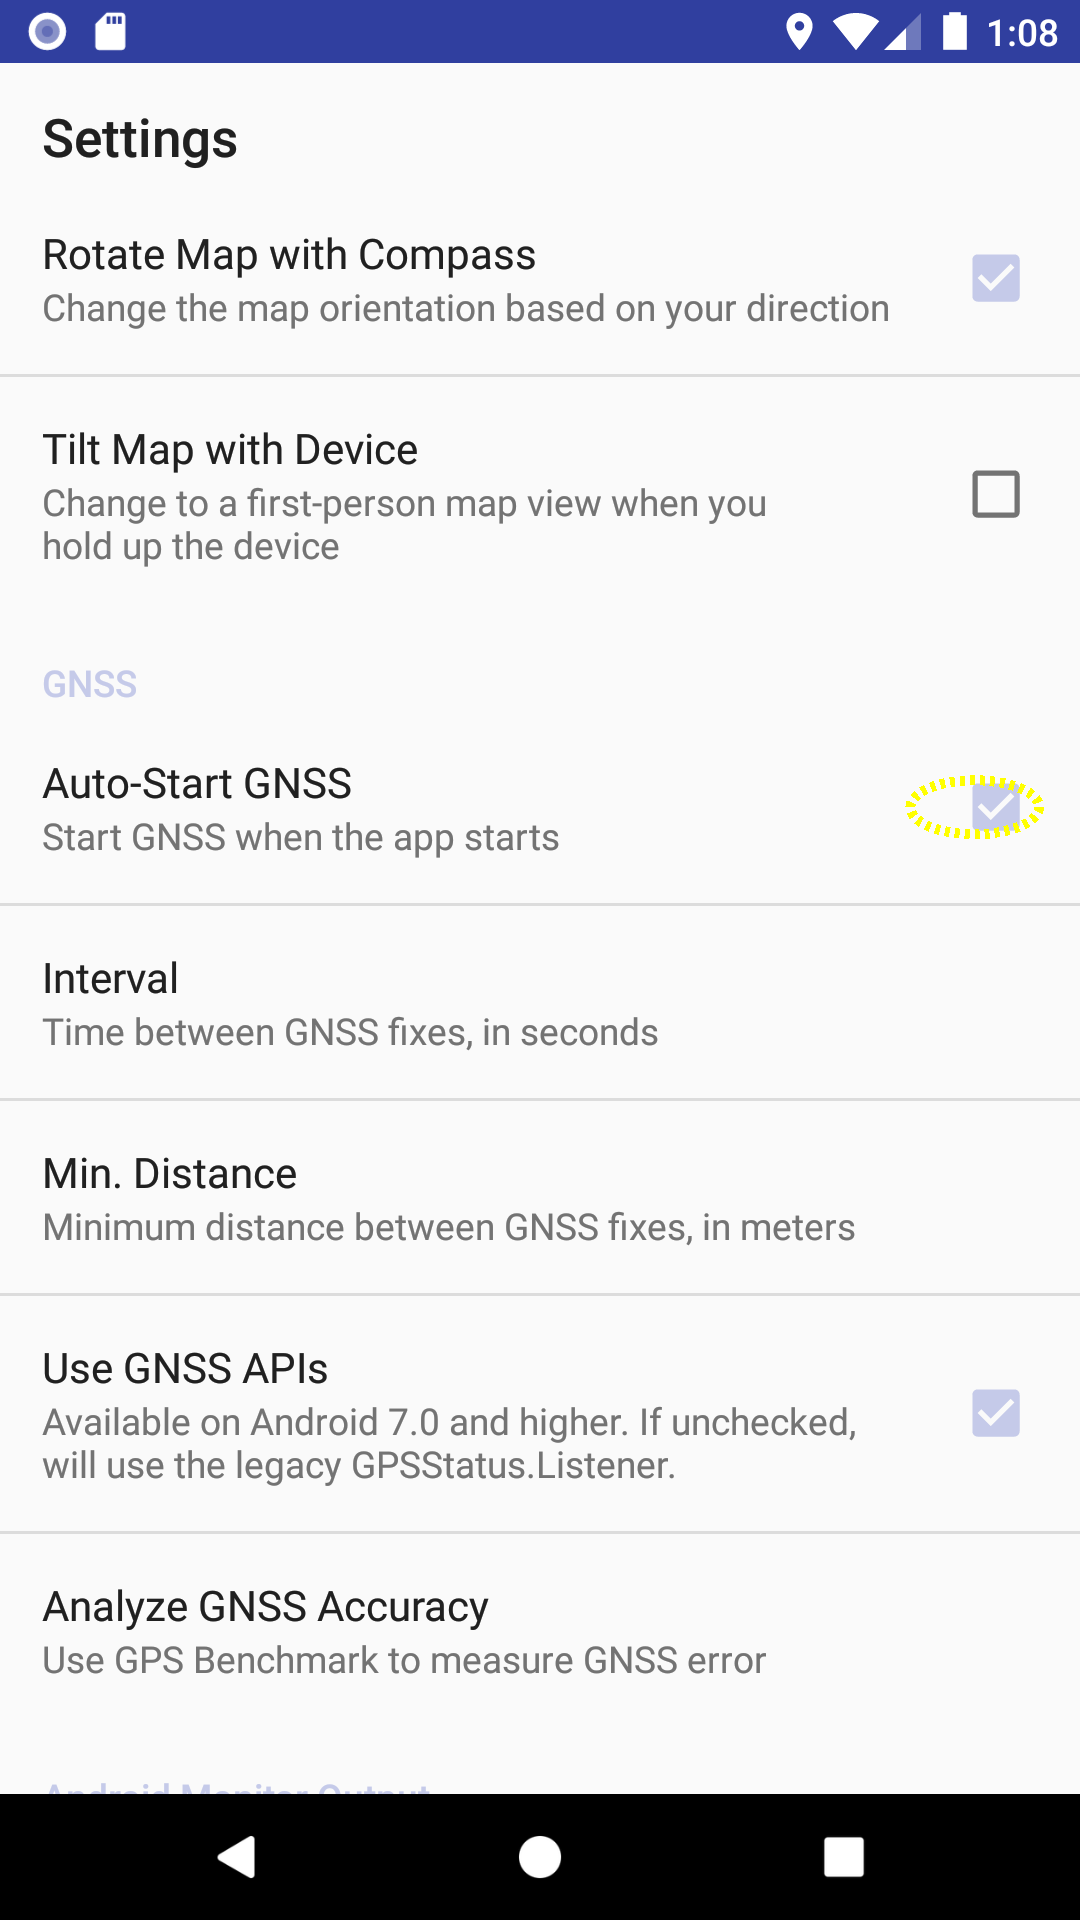 1:08
Settings
Rotate Map with Compass
Change the map orientation based on your direction
Tilt Map with Device
Change to a first-person map view when you
hold up the device
GNSS
Auto-Start GNSS
Start GNSS when the app starts
Interval
Time between GNSS fixes, in seconds
Min. Distance
Minimum distance between GNSS fixes, in meters
Use GNSS APIs
Available on Android 7.0 and higher. If unchecked,
will use the legacy GPSStatus.Listener.
Analyze GNSS Accuracy
Use GPS Benchmark to measure GNSS error
Android Monitor Output